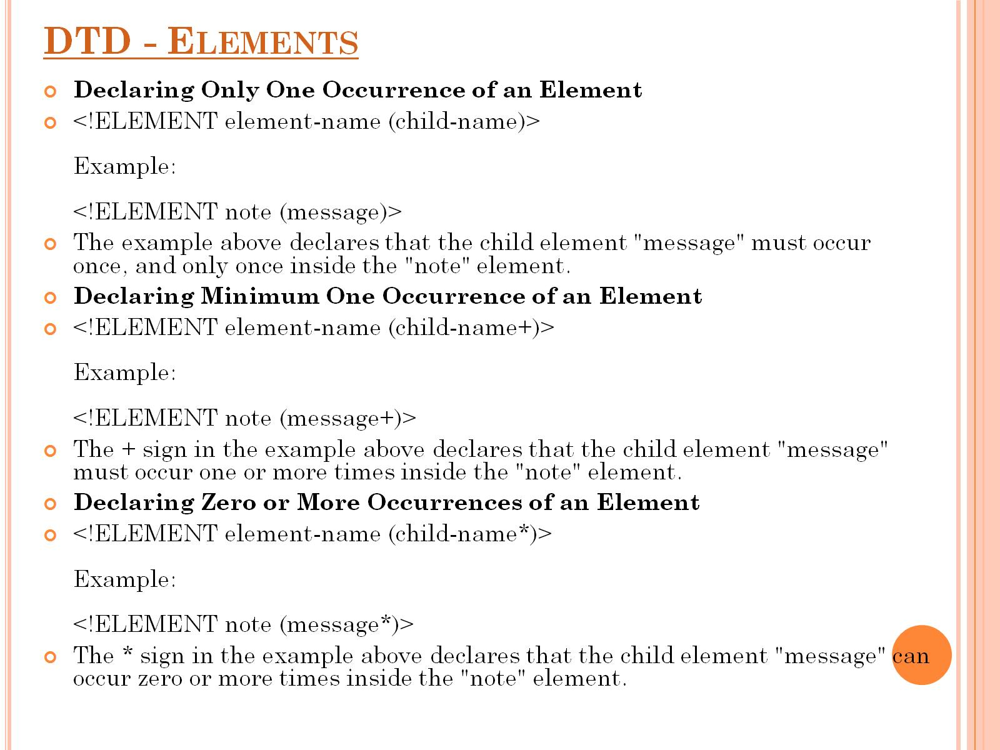 DTD - ELEMENTS
Declaring Only One Occurrence of an Element
<!ELEMENT element-name (child-name)>
Example:
<!ELEMENT note (message)>
The example above declares that the child element "message" must occur
once, and only once inside the "note" element.
Declaring Minimum One Occurrence of an Element
<!ELEMENT element-name (child-name+)>
Example:
<!ELEMENT note (message+)>
The + sign in the example above declares that the child element "message"
must occur one or more times inside the "note" element.
Declaring Zero or More Occurrences of an Element
<!ELEMENT element-name (child-name*)>
Example:
<!ELEMENT note (message*)>
The * sign in the example above declares that the child element "message" can
occur zero or more times inside the "note" element.